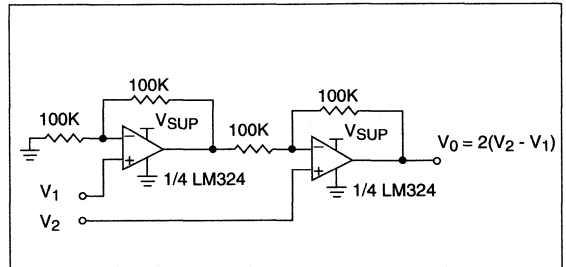 100K
100K
100K
100K
VSUP
VSUP
V0 = 2(V2 - V1)
-
-
+
+
1/4 LM324
1/4 LM324
V1
V2